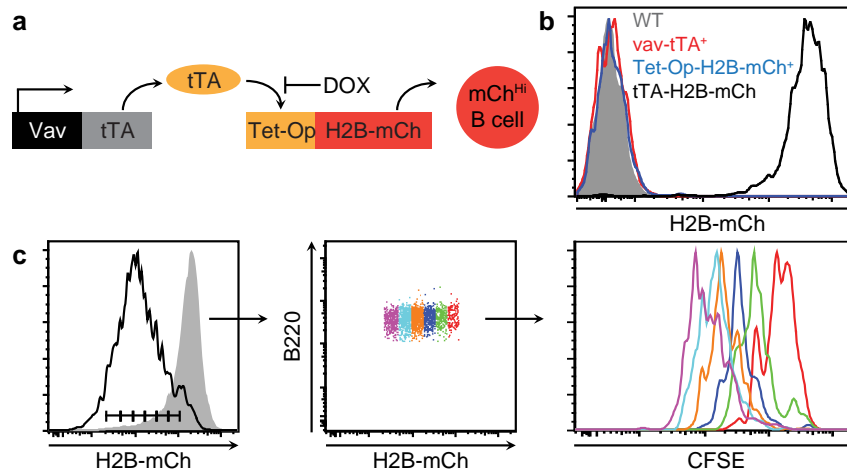 a
Vav
tTA
tTA
DOX
Tet-Op
H2B-mCh
mChHi
B cell
b
WT
vav-tTA+
Tet-Op-H2B-mCh+
tTA-H2B-mCh
H2B-mCh
c
H2B-mCh
B220
H2B-mCh
CFSE